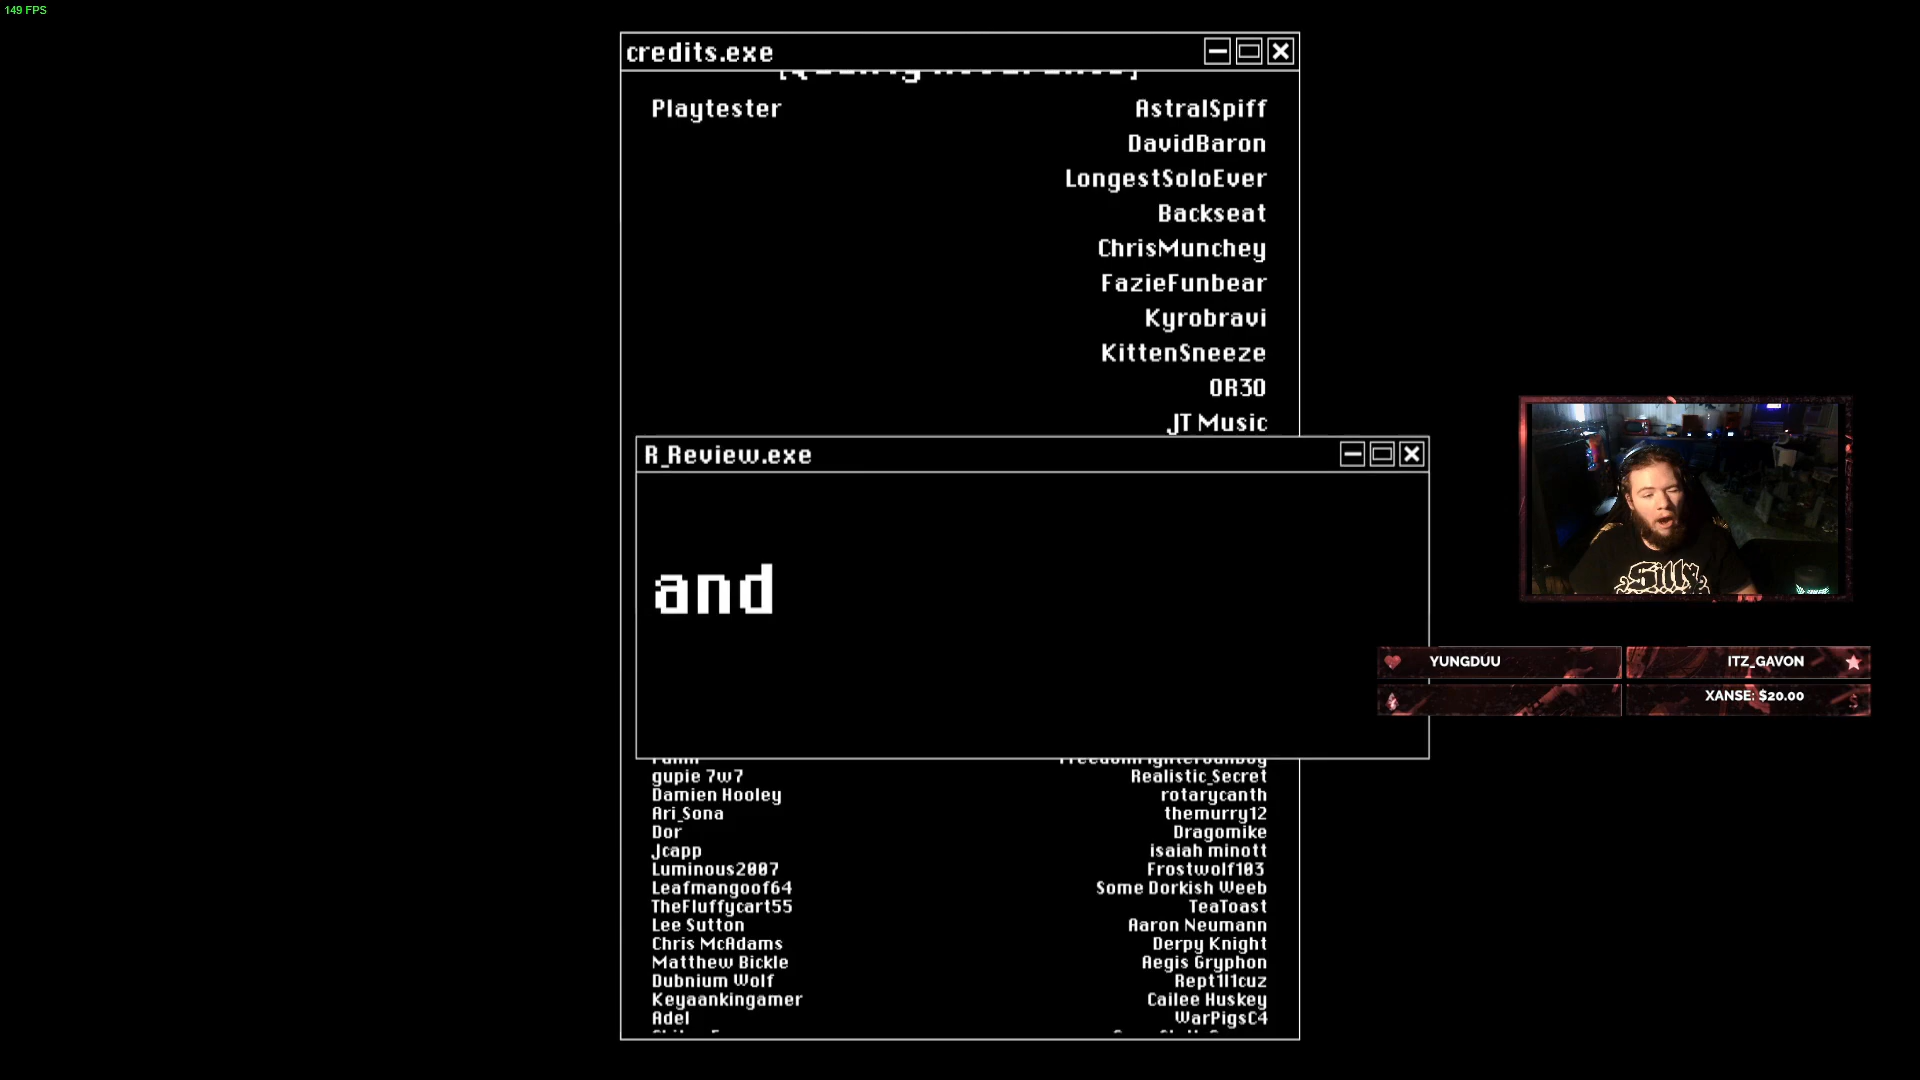 149 FPS
credits.exe
Playtester AstralSpiff
DavidBaron
LongestSoloEver
Backseat
ChrisMunchey
FazieFunbear
Kyrobravi
KittenSneeze
OR30
JT Music
R_Review.exe
and
YUNGDUU ITZ_GAVON
XANSE: $20.00
gupie 7w7 Realistic_Secret
Damien Hooley rotarycanth
Ari_Sona themurry12
Dor Dragomike
Jcapp isaiah minott
Luminous2007 Frostwolf103
Leafmangoof64 Some Dorkish Weeb
TheFluffycart55 TeaToast
Lee Sutton Aaron Neumann
Chris McAdams Derpy Knight
Matthew Bickle Aegis Gryphon
Dubnium Wolf Rept1l1cuz
Keyaankingamer Cailee Huskey
Adel WarPigsC4
Silly